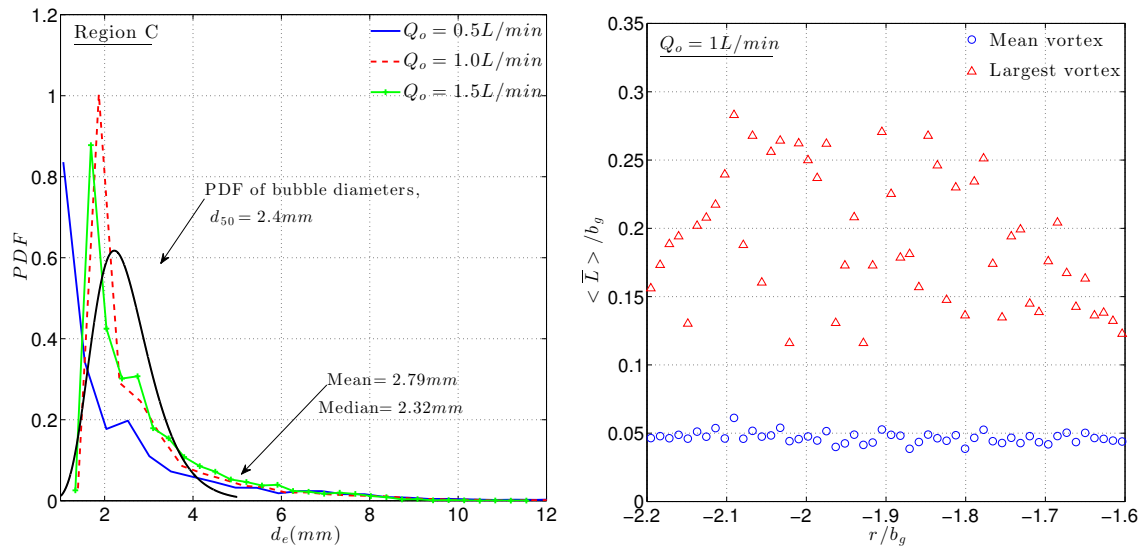 Region C
Q_o = 0.5L/min
Q_o = 1.0L/min
Q_o = 1.5L/min
PDF of bubble diameters,
d_50 = 2.4mm
Mean= 2.79mm
Median= 2.32mm
PDF
1.2
1
0.8
0.6
0.4
0.2
0
2 4 6 8 10 12
d_e(mm)
Q_o = 1L/min
Mean vortex
Largest vortex
< L̅ > /b_g
0.35
0.3
0.25
0.2
0.15
0.1
0.05
0
−2.2 −2.1 −2 −1.9 −1.8 −1.7 −1.6
r/b_g